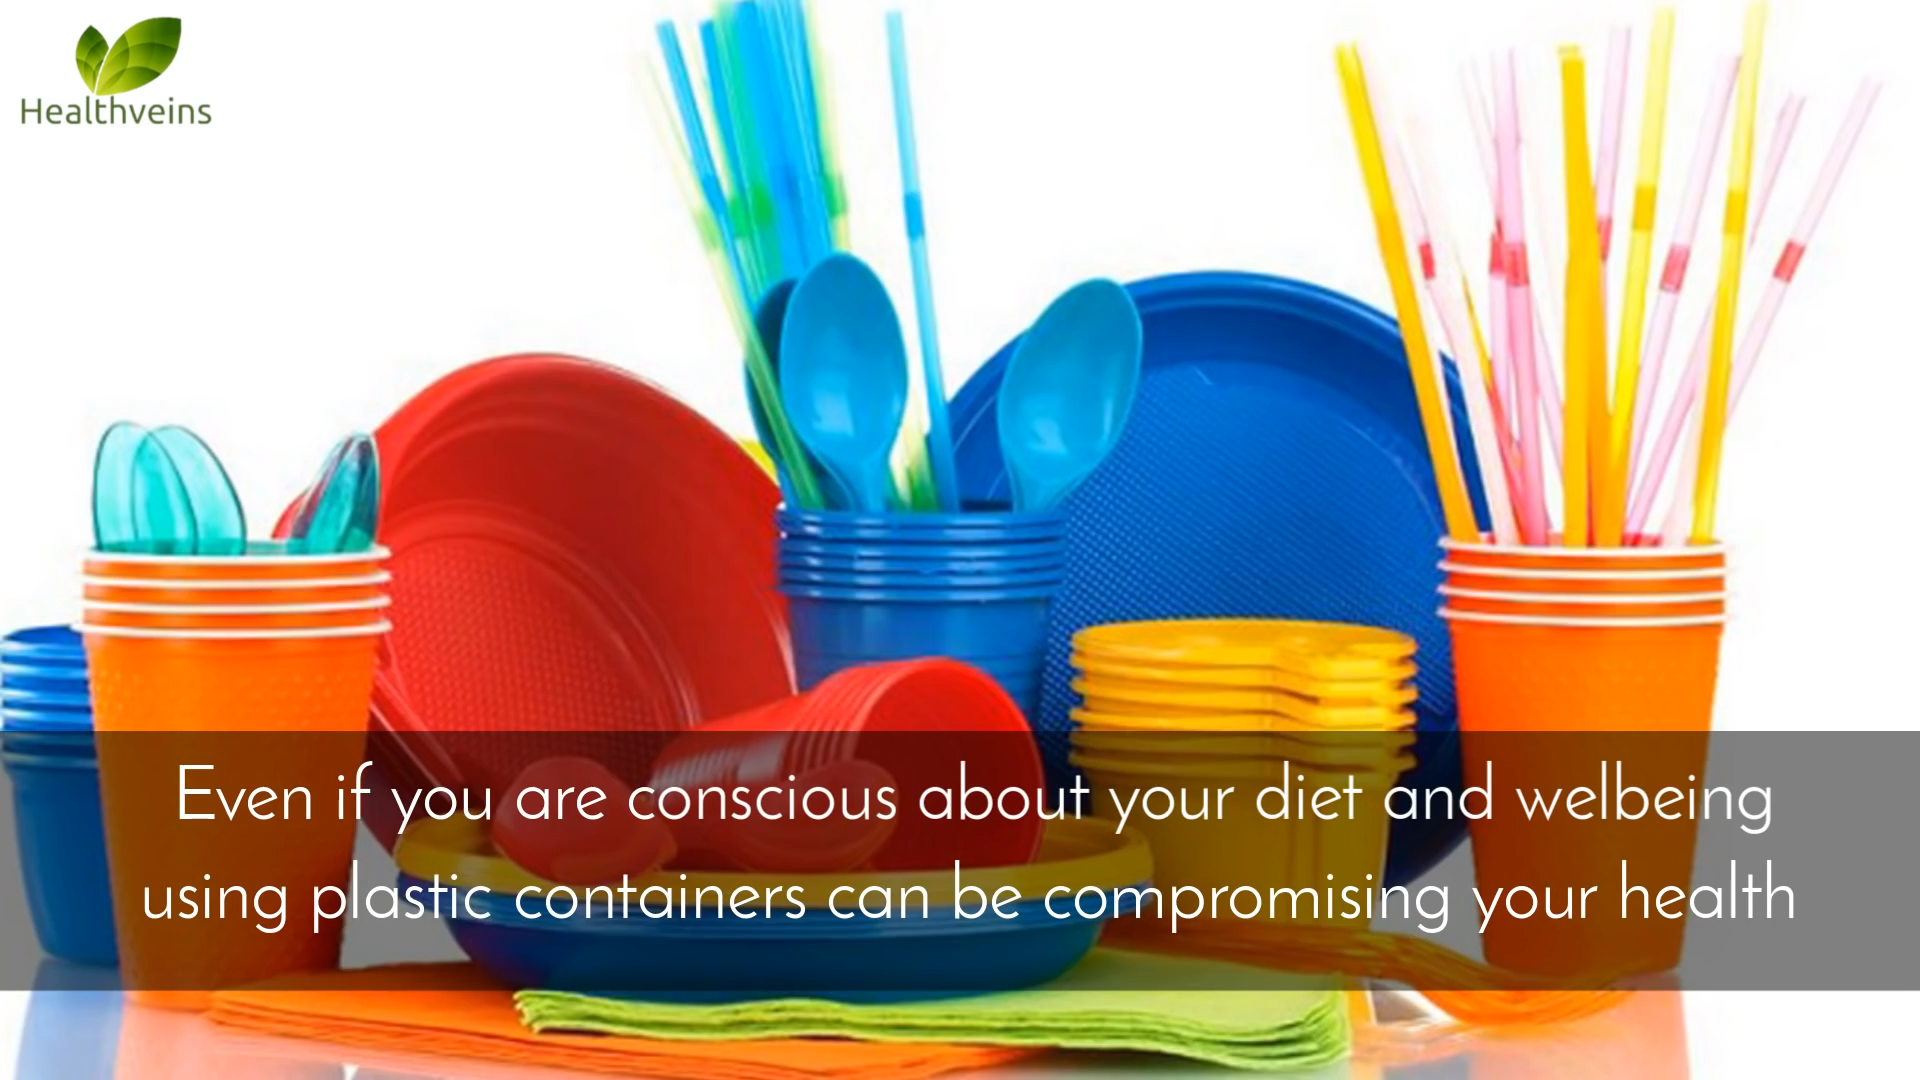 Healthveins
Even if you are conscious about your diet and welbeing
using plastic containers can be compromising your health